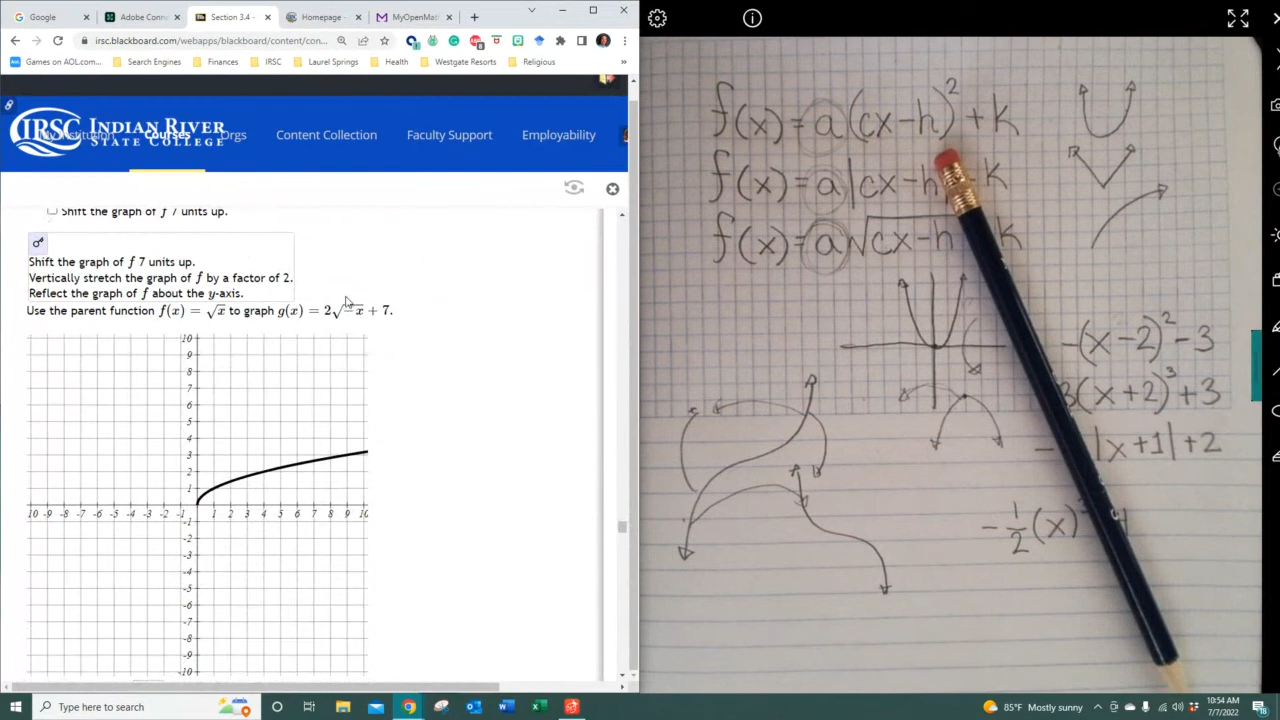 Google
Adobe Conne
Section 3.4 -
Homepage -
MyOpenMath
irsc.blackboard.com/webapps/blackboard/content/con...
Games on AOL.com...
Search Engines
Finances
IRSC
Laurel Springs
Health
Westgate Resorts
Religious
IRSC INDIAN RIVER
STATE COLLEGE
My Institution
Courses
Orgs
Content Collection
Faculty Support
Employability
Shift the graph of f 7 units up.
Shift the graph of f 7 units up.
Vertically stretch the graph of f by a factor of 2.
Reflect the graph of f about the y-axis.
Use the parent function f(x) = √x to graph g(x) = 2√−x + 7.
10
9
8
7
6
5
4
3
2
1
10 -9 -8 -7 -6 -5 -4 -3 -2 -1 1 2 3 4 5 6 7 8 9 10
-1
-2
-3
-4
-5
-6
-7
-8
-9
-10
f(x) = a(cx-h)² + k
f(x) = a|cx-h k
f(x) = a√cx-h k
-(x-2)² - 3
3(x+2)³ + 3
- |x+1| + 2
-1/2(x)
Type here to search
85°F Mostly sunny
10:54 AM
7/7/2022
18